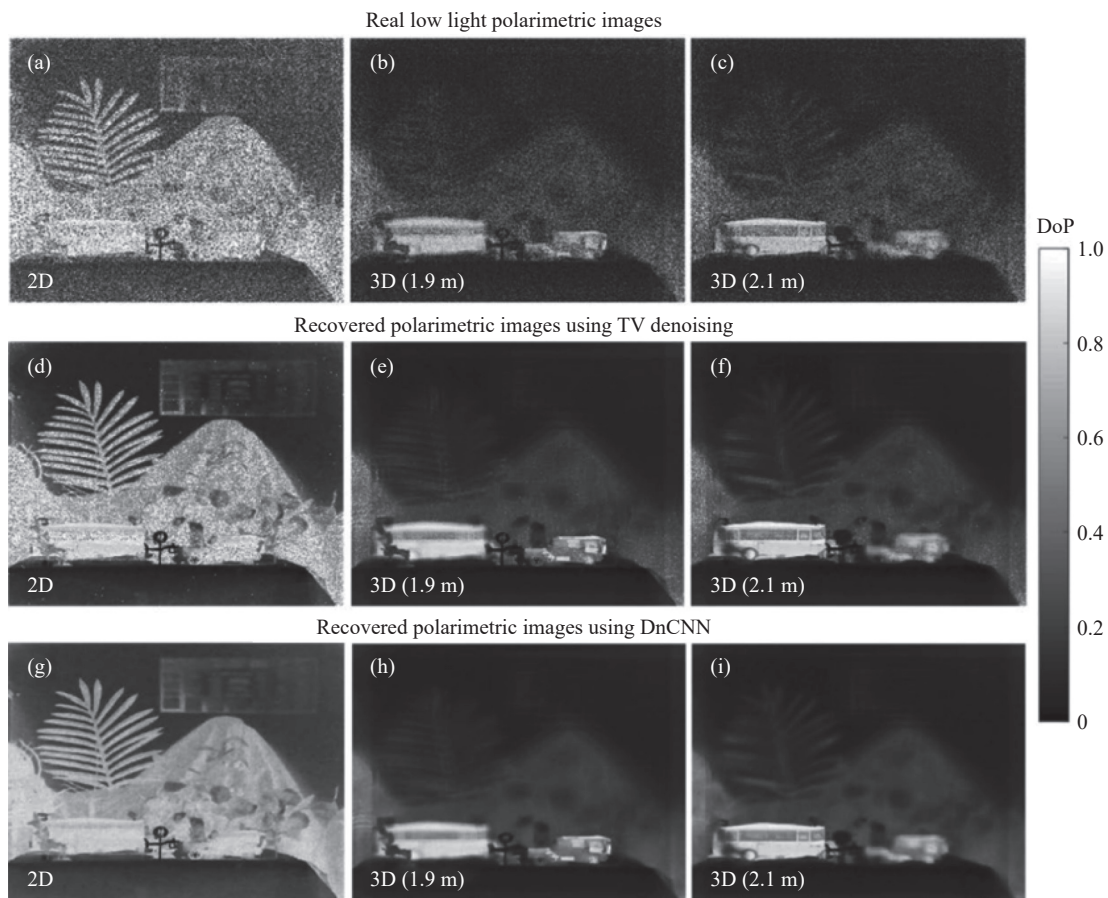 Real low light polarimetric images
(a)
(b)
(c)
2D
3D (1.9 m)
3D (2.1 m)
Recovered polarimetric images using TV denoising
(d)
(e)
(f)
2D
3D (1.9 m)
3D (2.1 m)
Recovered polarimetric images using DnCNN
(g)
(h)
(i)
2D
3D (1.9 m)
3D (2.1 m)
DoP
1.0
0.8
0.6
0.4
0.2
0